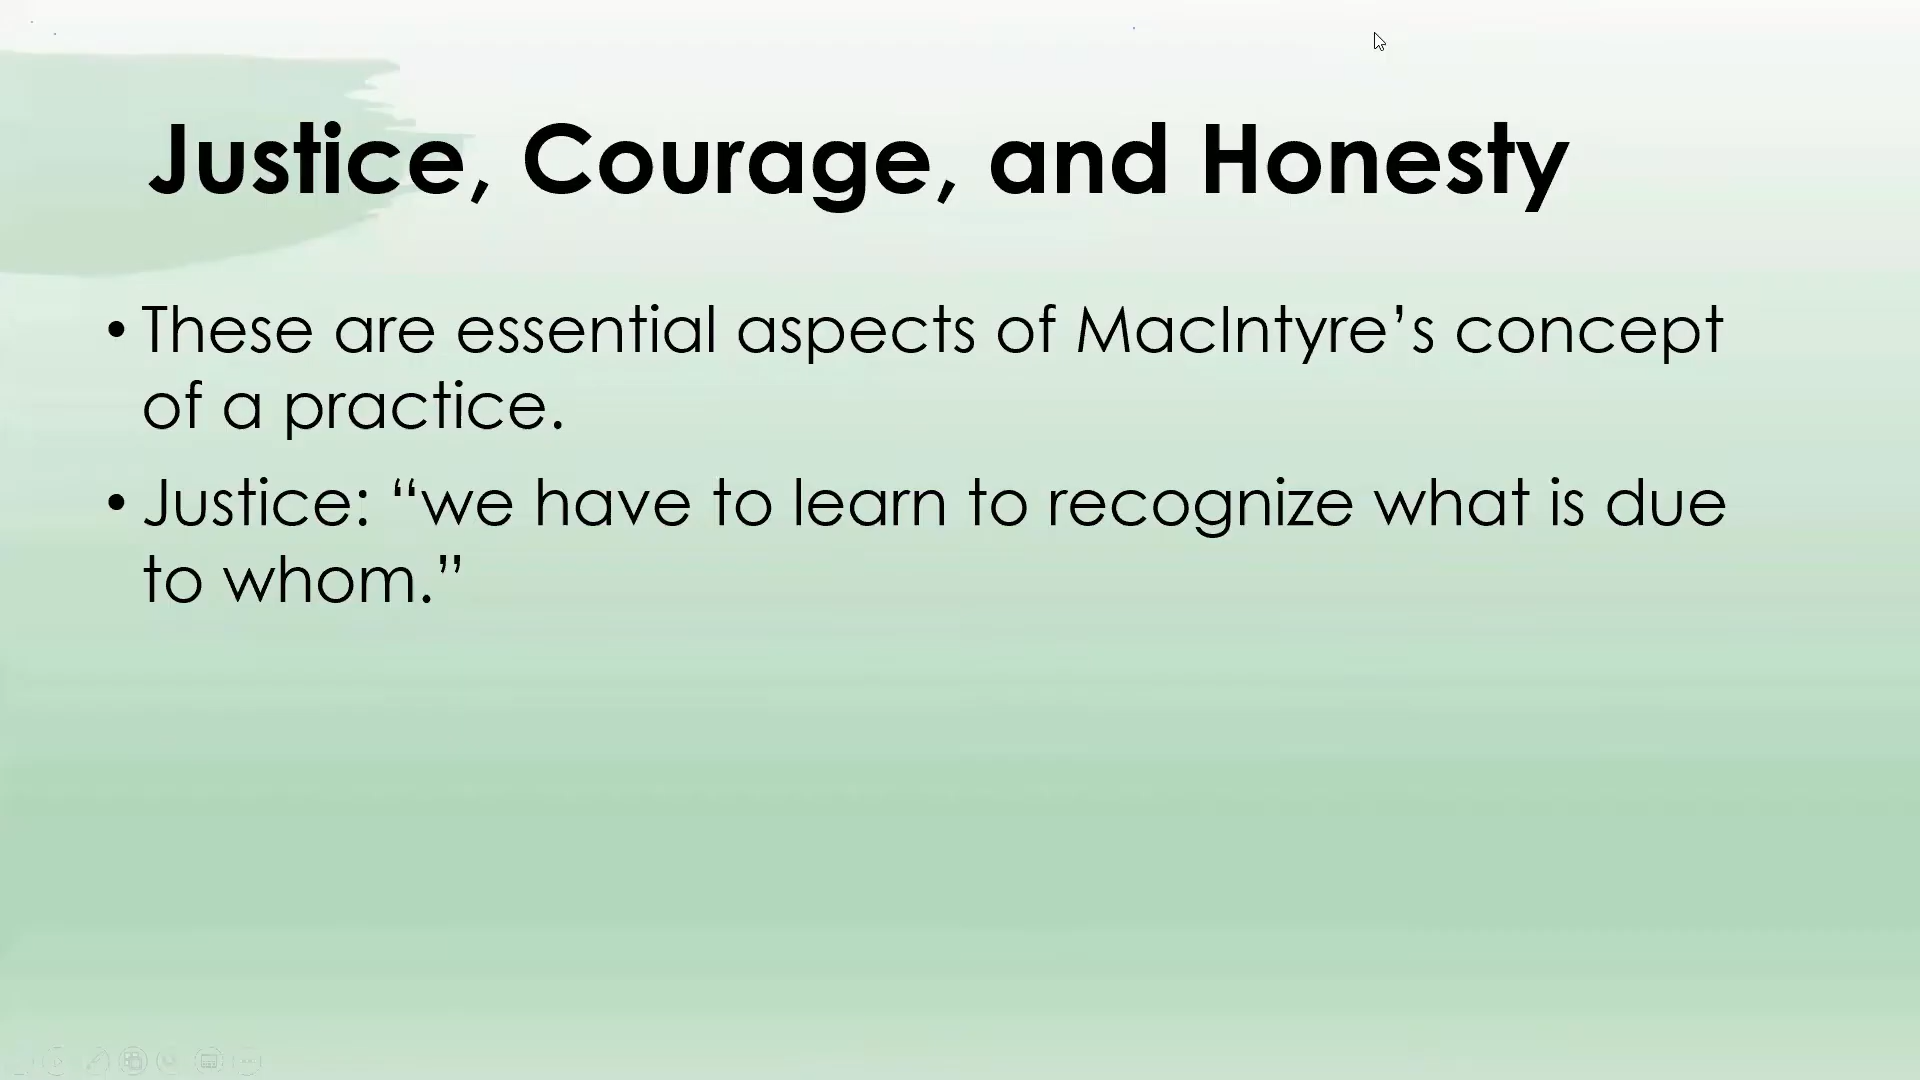 Justice, Courage, and Honesty
• These are essential aspects of MacIntyre’s concept
of a practice.
• Justice: “we have to learn to recognize what is due
to whom.”